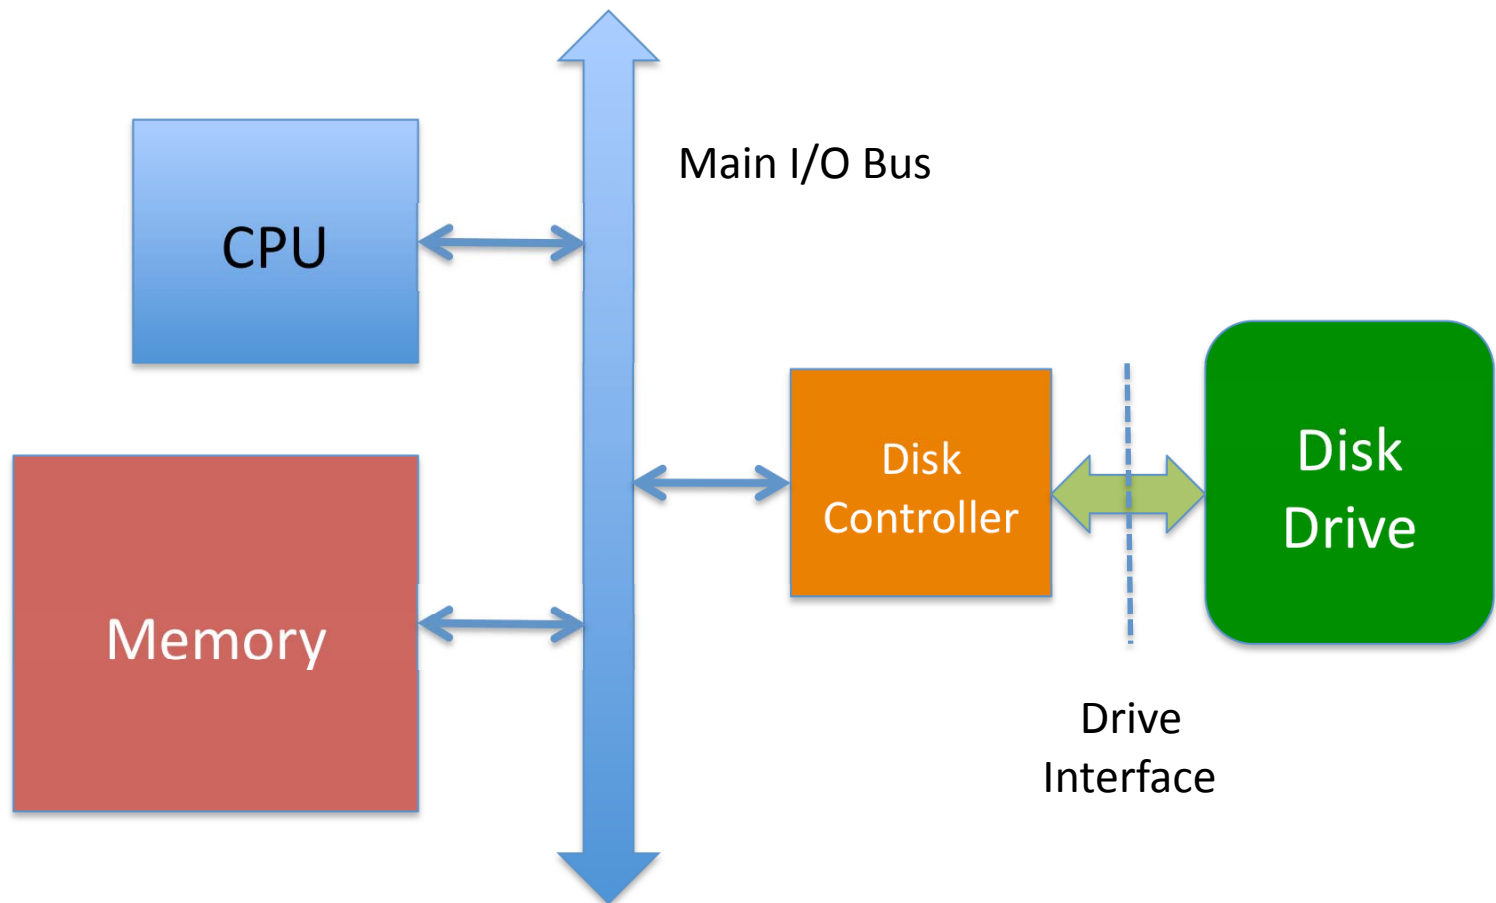 Main I/O Bus
CPU
Memory
Disk
Controller
Disk
Drive
Drive
Interface